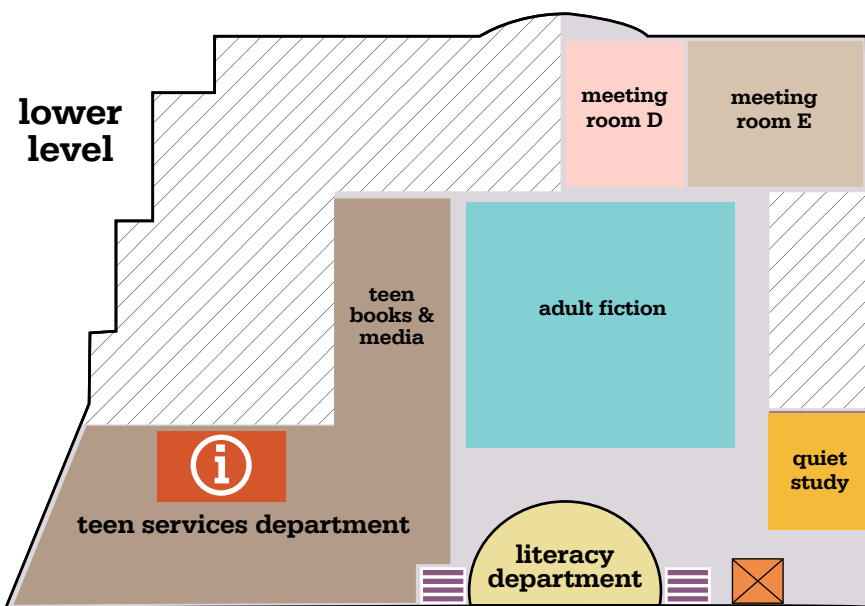 lower
level
meeting
room D
meeting
room E
teen
books &
media
adult fiction
quiet
study
i
teen services department
literacy
department